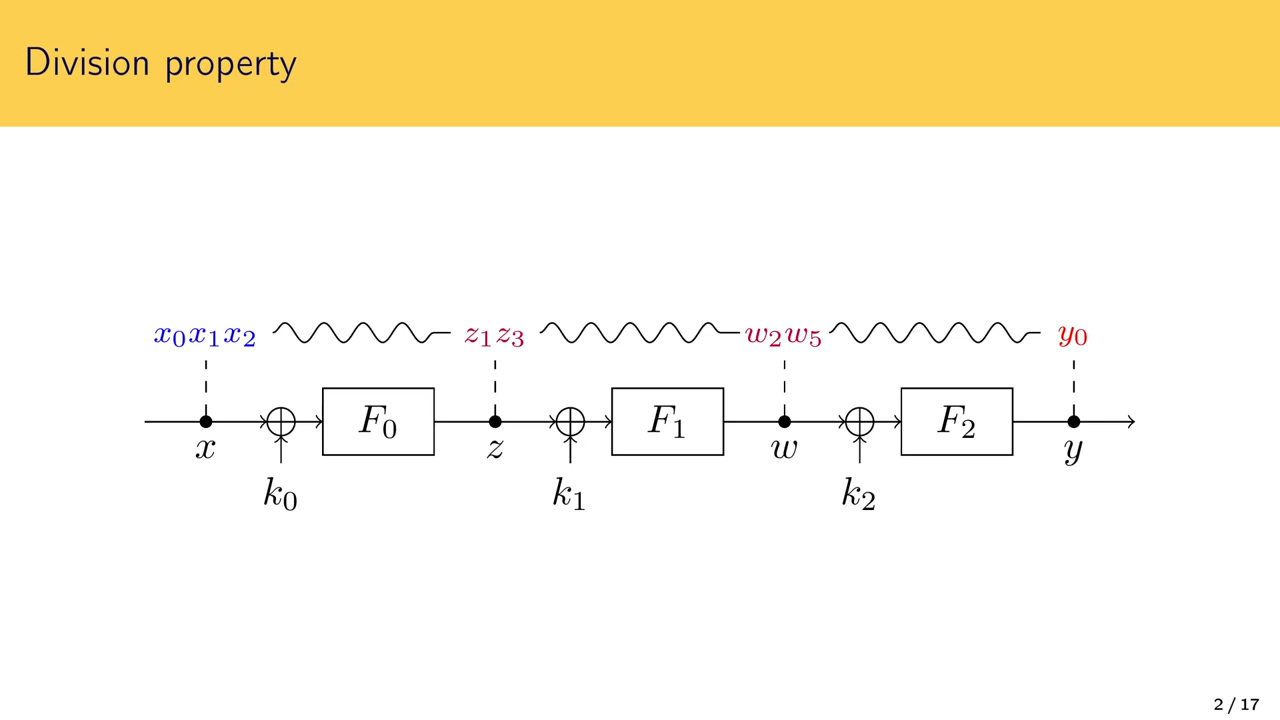 Division property
x₀x₁x₂ z₁z₃ w₂w₅ y₀
F₀ F₁ F₂
x z w y
k₀ k₁ k₂
2 / 17